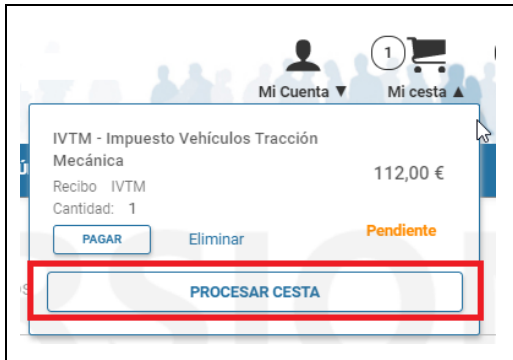 1
Mi Cuenta ▼ Mi cesta ▲
IVTM - Impuesto Vehículos Tracción
Mecánica
112,00 €
Recibo IVTM
Cantidad: 1
PAGAR Eliminar Pendiente
PROCESAR CESTA